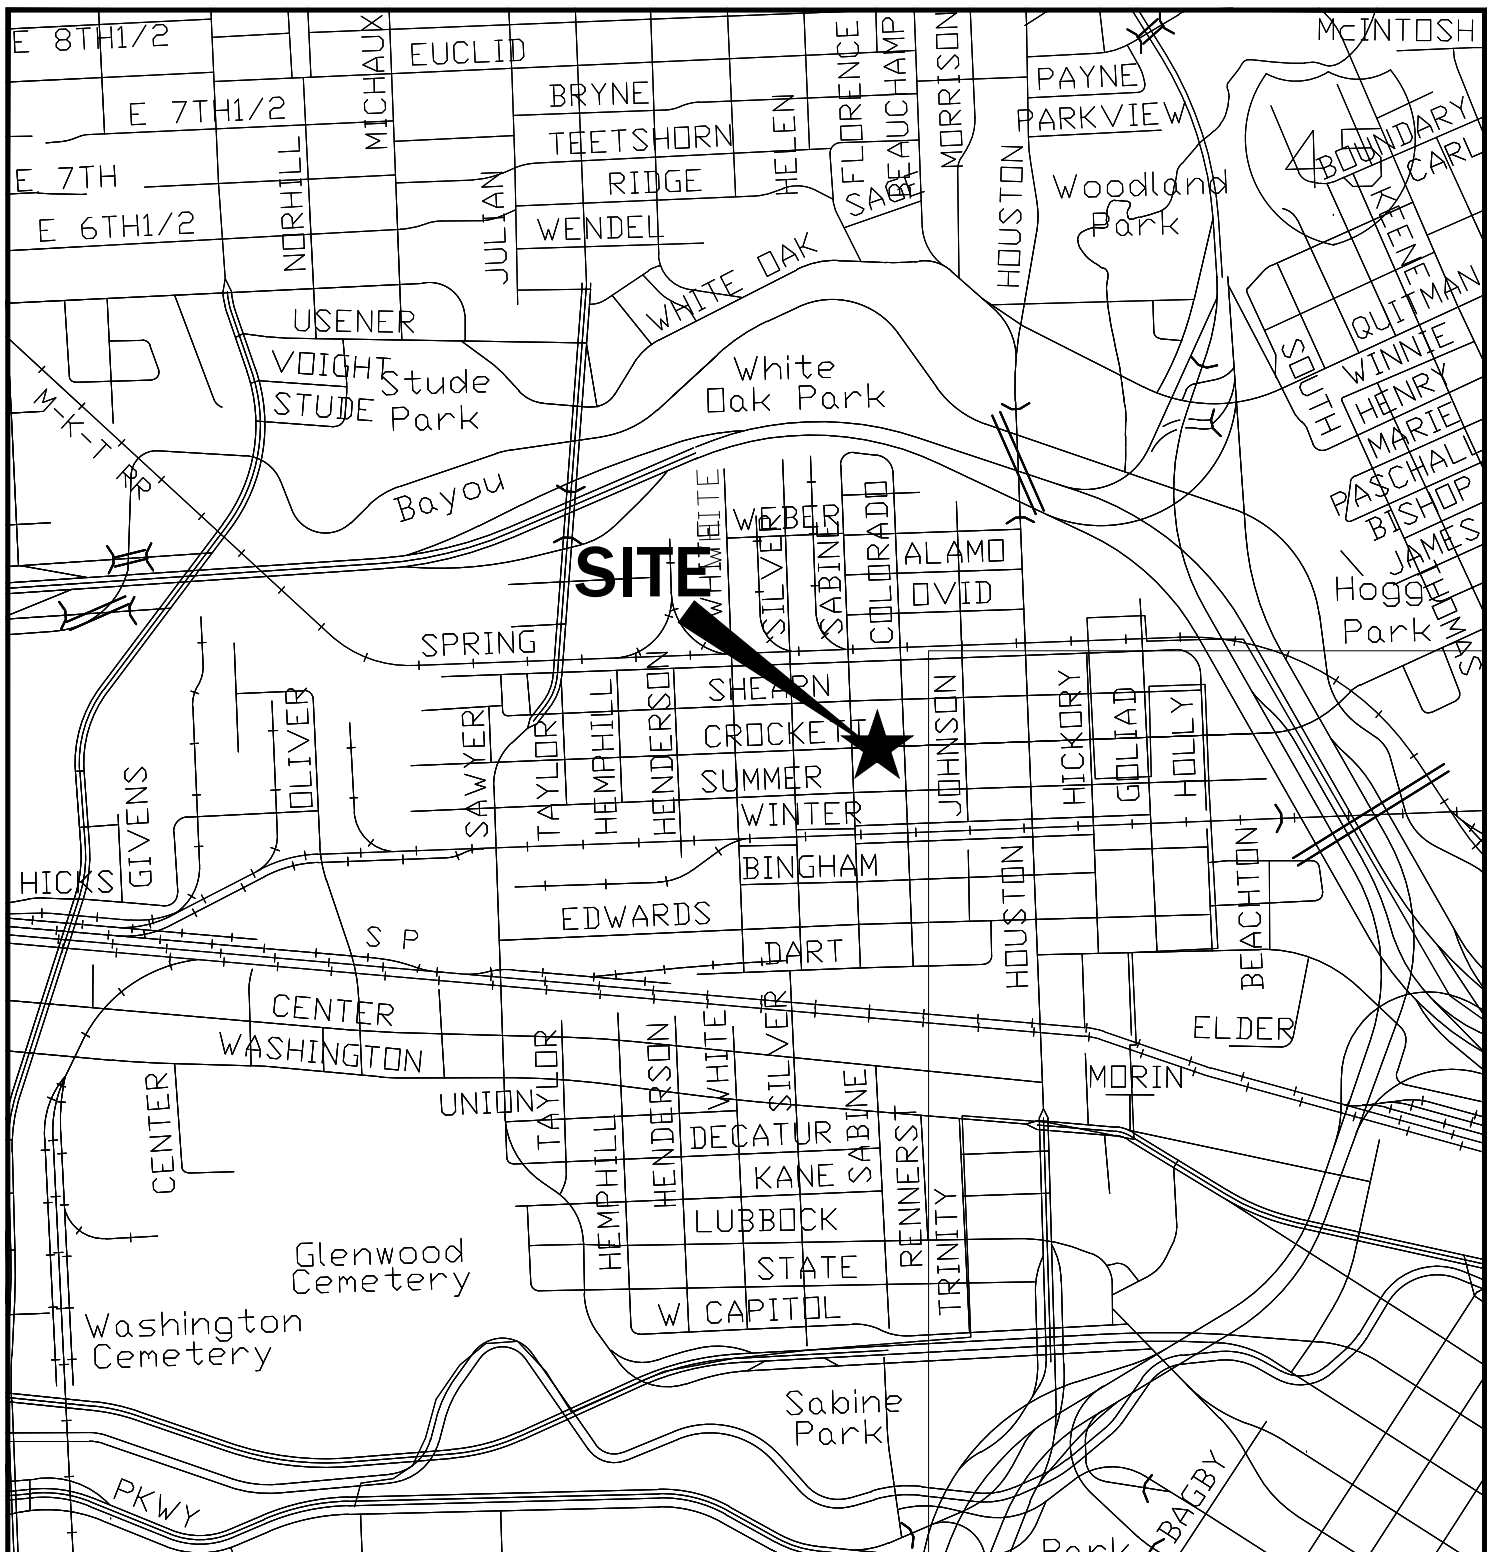 E 8TH1/2
MICHAUX
EUCLID
FLORENCE
BEAUCHAMP
MORRISON
McINTOSH
PAYNE
BRYNE
E 7TH1/2
HELEN
PARKVIEW
TEETSHORN
BOUNDARY
CARL
NORHILL
E 7TH
RIDGE
SAGE
HOUSTON
Woodland
Park
JULIAN
KEENE
E 6TH1/2
WENDEL
WHITE OAK
QUITMAN
USENER
WINNIE
VOIGHT
Stude
Park
STUDE
White
Oak Park
SOUTH
HENRY
MARIE
M-K-T RR
PASCHALL
BISHOP
JAMES
Bayou
WHITE
WEBER
SILVER
SABINE
COLORADO
ALAMO
OVID
SITE
Hogg
Park
THOMAS
SPRING
SHEARN
HENDERSON
HEMPHILL
TAYLOR
SAWYER
OLIVER
CROCKETT
JOHNSON
HICKORY
GOLIAD
HOLLY
SUMMER
WINTER
GIVENS
BINGHAM
HICKS
HOUSTON
BEACHTON
EDWARDS
S P
DART
CENTER
WASHINGTON
ELDER
TAYLOR
HENDERSON
WHITE
SILVER
MORIN
CENTER
UNION
SABINE
DECATUR
HEMPHILL
RENNERST
KANE
TRINITY
LUBBOCK
Glenwood
Cemetery
STATE
W CAPITOL
Washington
Cemetery
Sabine
Park
PKWY
BAGBY
Park